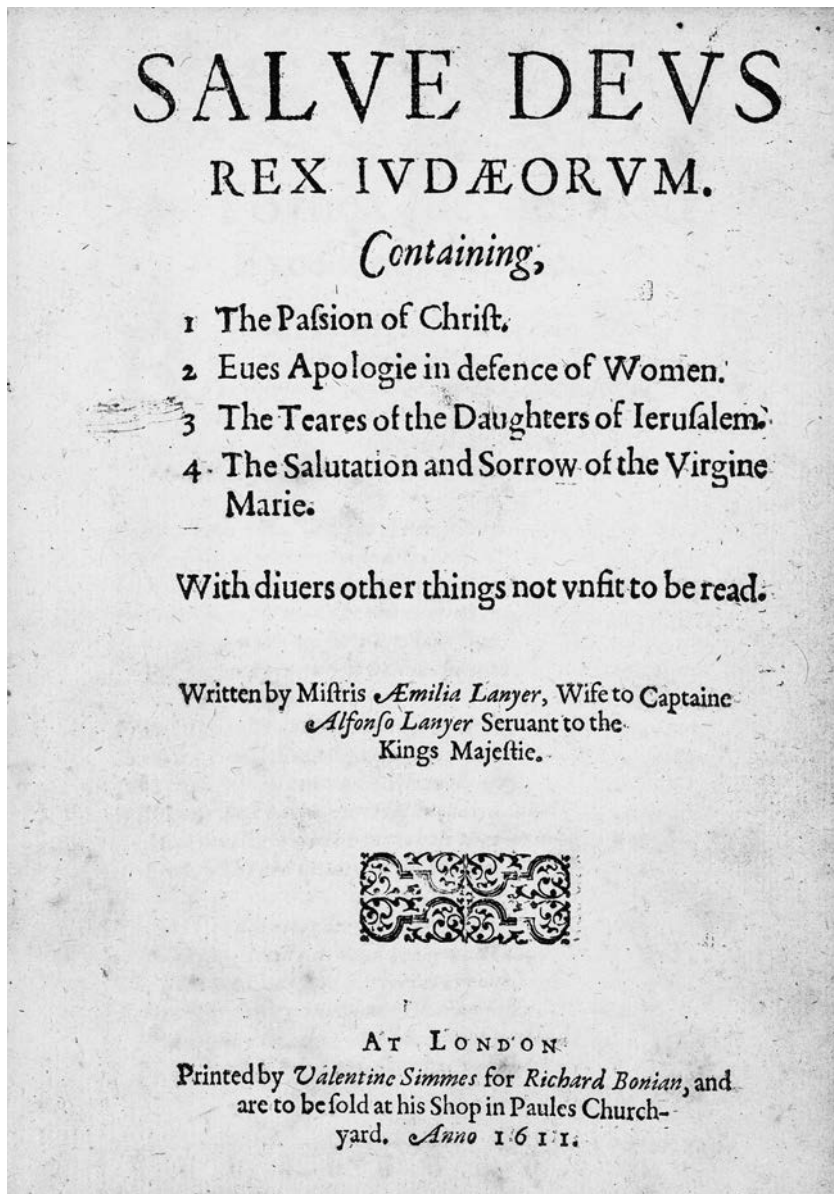 SALVE DEVS
REX IVDÆORVM.
Containing,
1 The Paſsion of Chriſt.
2 Eues Apologie in defence of Women.
3 The Teares of the Daughters of Ieruſalem.
4 The Salutation and Sorrow of the Virgine
Marie.
With diuers other things not vnfit to be read.
Written by Miſtris Æmilia Lanyer, Wife to Captaine
Alfonſo Lanyer Seruant to the
Kings Majeſtie.
AT LONDON
Printed by Valentine Simmes for Richard Bonian, and
are to be ſold at his Shop in Paules Church-
yard. Anno 1611.